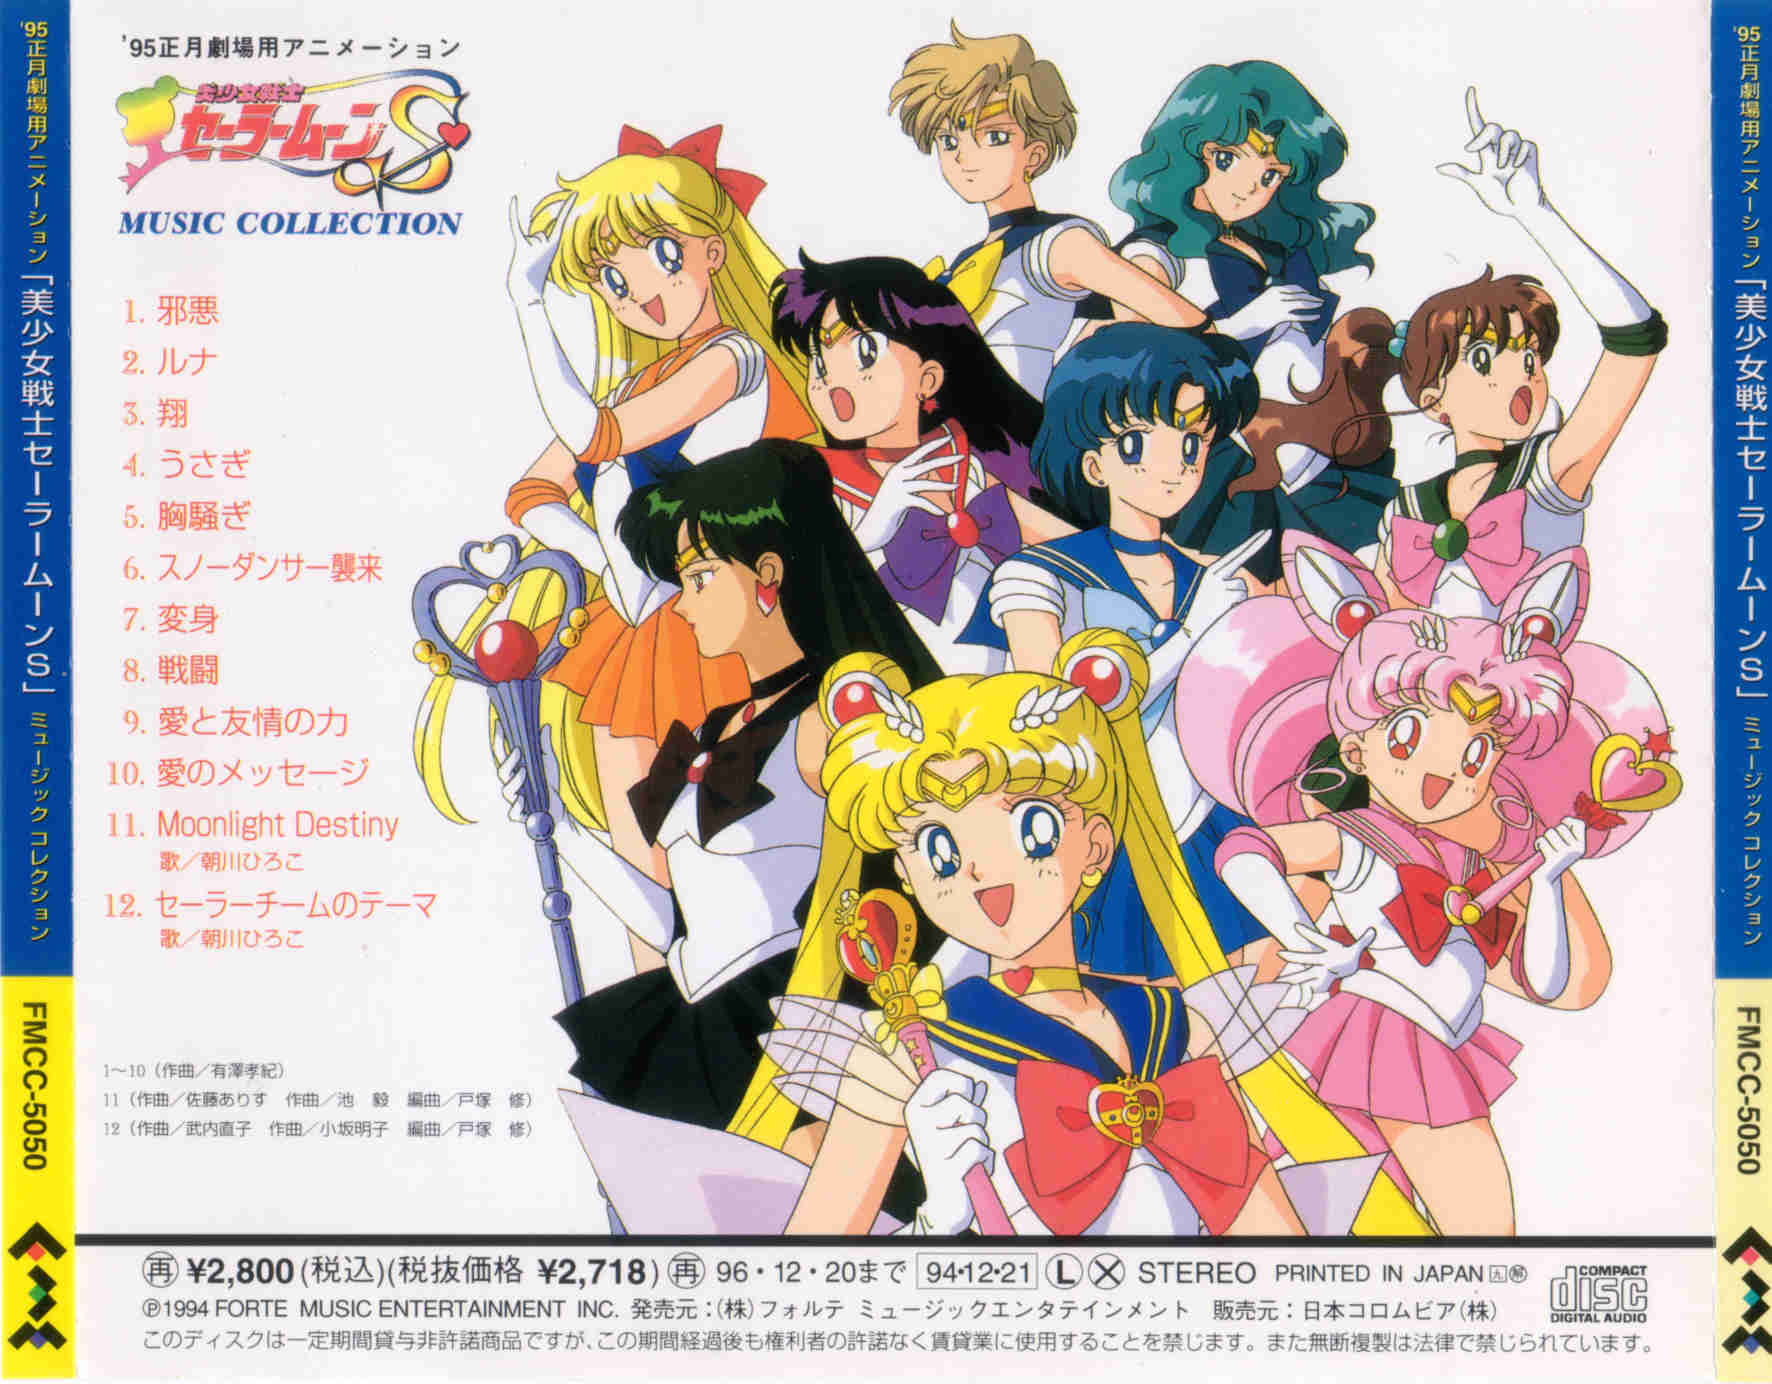 '95正月劇場用アニメーション
美少女戦士
セーラームーンS
MUSIC COLLECTION
1. 邪悪
2. ルナ
3. 翔
4. うさぎ
5. 胸騒ぎ
6. スノーダンサー襲来
7. 変身
8. 戦闘
9. 愛と友情の力
10. 愛のメッセージ
11. Moonlight Destiny
歌／朝川ひろこ
12. セーラーチームのテーマ
歌／朝川ひろこ
1〜10（作曲／有澤孝紀）
11（作曲／佐藤ありす 作曲／池 毅 編曲／戸塚 修）
12（作曲／武内直子 作曲／小坂明子 編曲／戸塚 修）
再 ¥2,800(税込)(税抜価格 ¥2,718) 再 96・12・20まで 94・12・21 L X STEREO PRINTED IN JAPAN
COMPACT disc DIGITAL AUDIO
Ⓟ1994 FORTE MUSIC ENTERTAINMENT INC. 発売元：(株)フォルテ ミュージックエンタテインメント 販売元：日本コロムビア(株)
このディスクは一定期間貸与非許諾商品ですが、この期間経過後も権利者の許諾なく賃貸業に使用することを禁じます。また無断複製は法律で禁じられています。
'95正月劇場用アニメーション「美少女戦士セーラームーンS」ミュージック コレクション
FMCC-5050
'95正月劇場用アニメーション「美少女戦士セーラームーンS」ミュージック コレクション
FMCC-5050